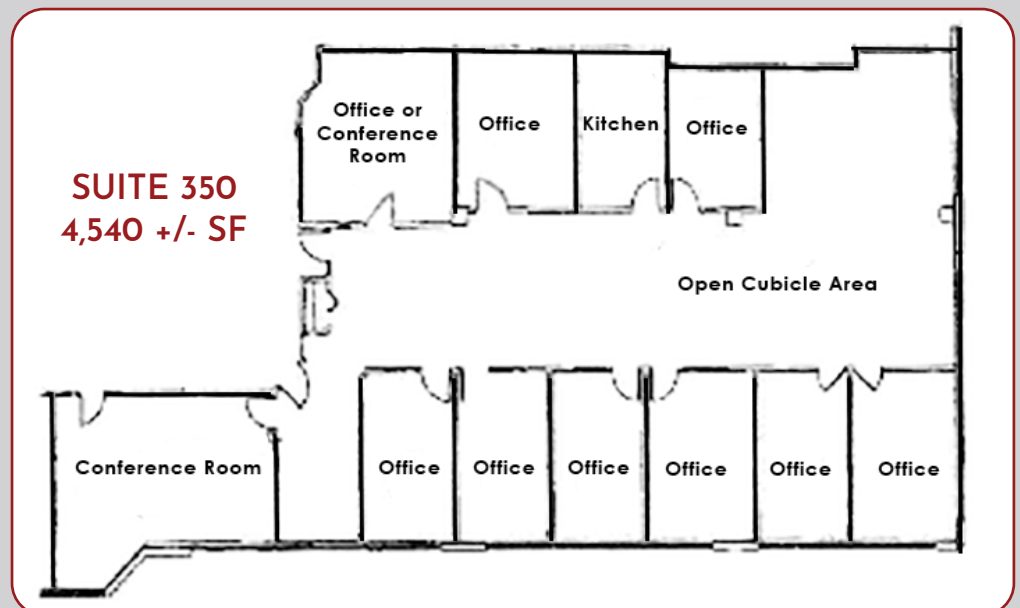 SUITE 350
4,540 +/- SF
Office or
Conference
Room
Office
Kitchen
Office
Open Cubicle Area
Conference Room
Office
Office
Office
Office
Office
Office